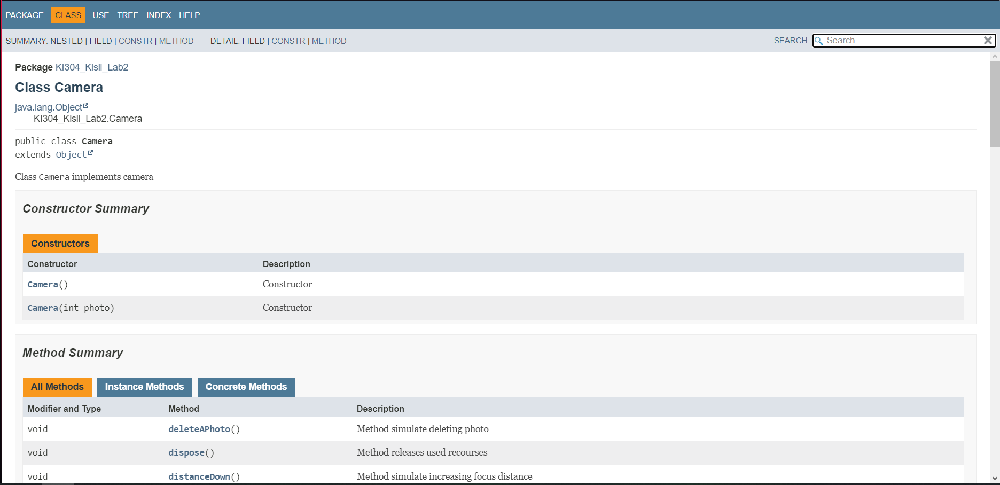 PACKAGE CLASS USE TREE INDEX HELP
SUMMARY: NESTED | FIELD | CONSTR | METHOD DETAIL: FIELD | CONSTR | METHOD SEARCH Search
Package KI304_Kisil_Lab2
Class Camera
java.lang.Object
KI304_Kisil_Lab2.Camera
public class Camera
extends Object
Class Camera implements camera
Constructor Summary
Constructors
Constructor Description
Camera() Constructor
Camera(int photo) Constructor
Method Summary
All Methods Instance Methods Concrete Methods
Modifier and Type Method Description
void deleteAPhoto() Method simulate deleting photo
void dispose() Method releases used recourses
void distanceDown() Method simulate increasing focus distance